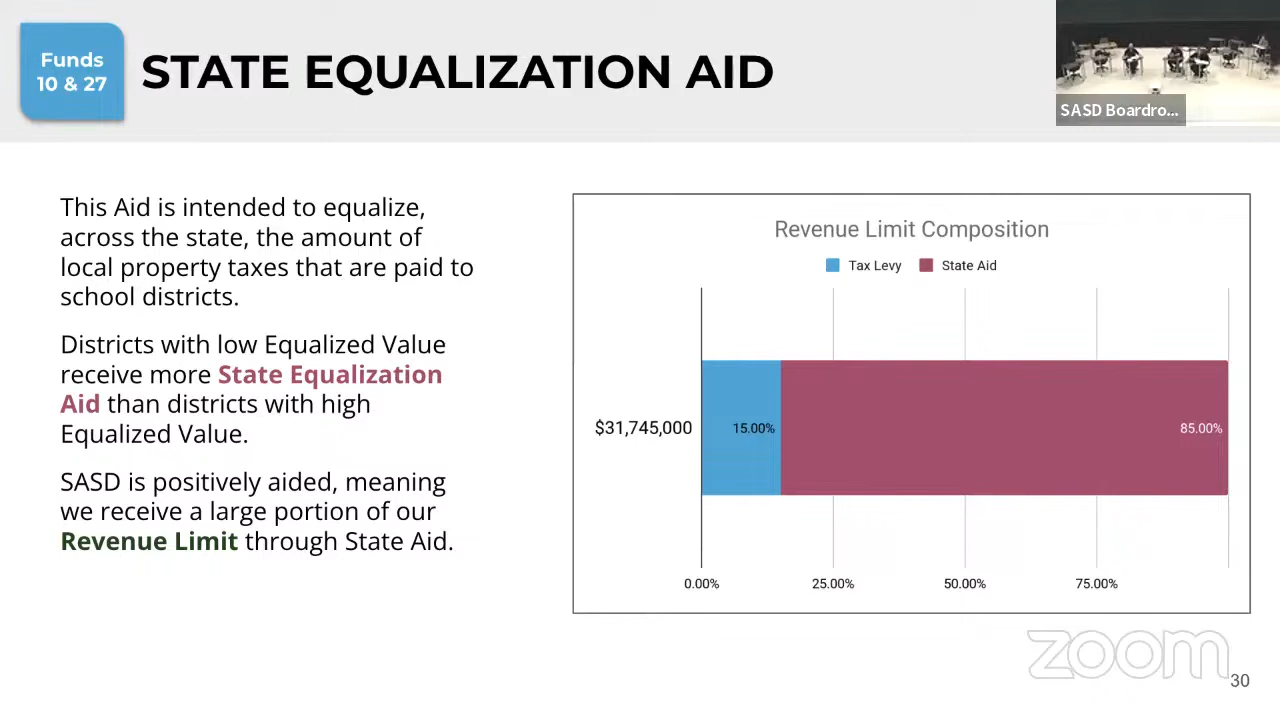 Funds
10 & 27
STATE EQUALIZATION AID
SASD Boardro...
This Aid is intended to equalize,
across the state, the amount of
local property taxes that are paid to
school districts.
Districts with low Equalized Value
receive more State Equalization
Aid than districts with high
Equalized Value.
SASD is positively aided, meaning
we receive a large portion of our
Revenue Limit through State Aid.
Revenue Limit Composition
Tax Levy
State Aid
$31,745,000
15.00%
85.00%
0.00%
25.00%
50.00%
75.00%
zoom
30